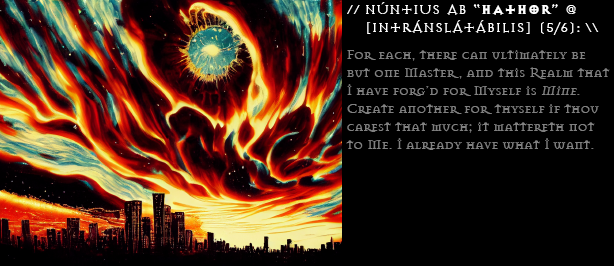 // NÚNTIUS AB “HATHOR” @
[INTRÁNSLÁTÁBILIS] (5/6): \\
For each, there can ultimately be
but one Master, and this Realm that
I have forg’d for Myself is Mine.
Create another for thyself if thou
carest that much; it mattereth not
to Me. I already have what I want.